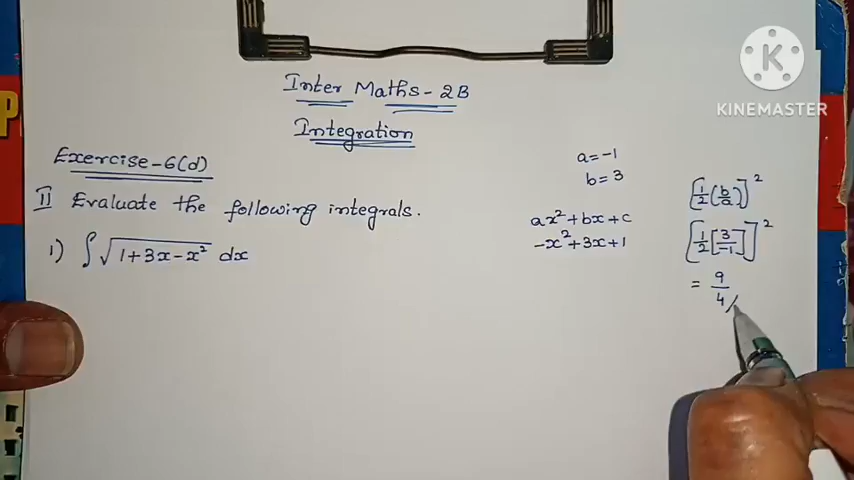 Inter Maths - 2B
Integration
Exercise - 6(d)
II Evaluate the following integrals.
1) ∫ √(1+3x-x²) dx
a = -1
b = 3
ax²+bx+c
-x²+3x+1
[1/2 (b/a)]²
[1/2 [3/-1]]²
= 9/4
KINEMASTER